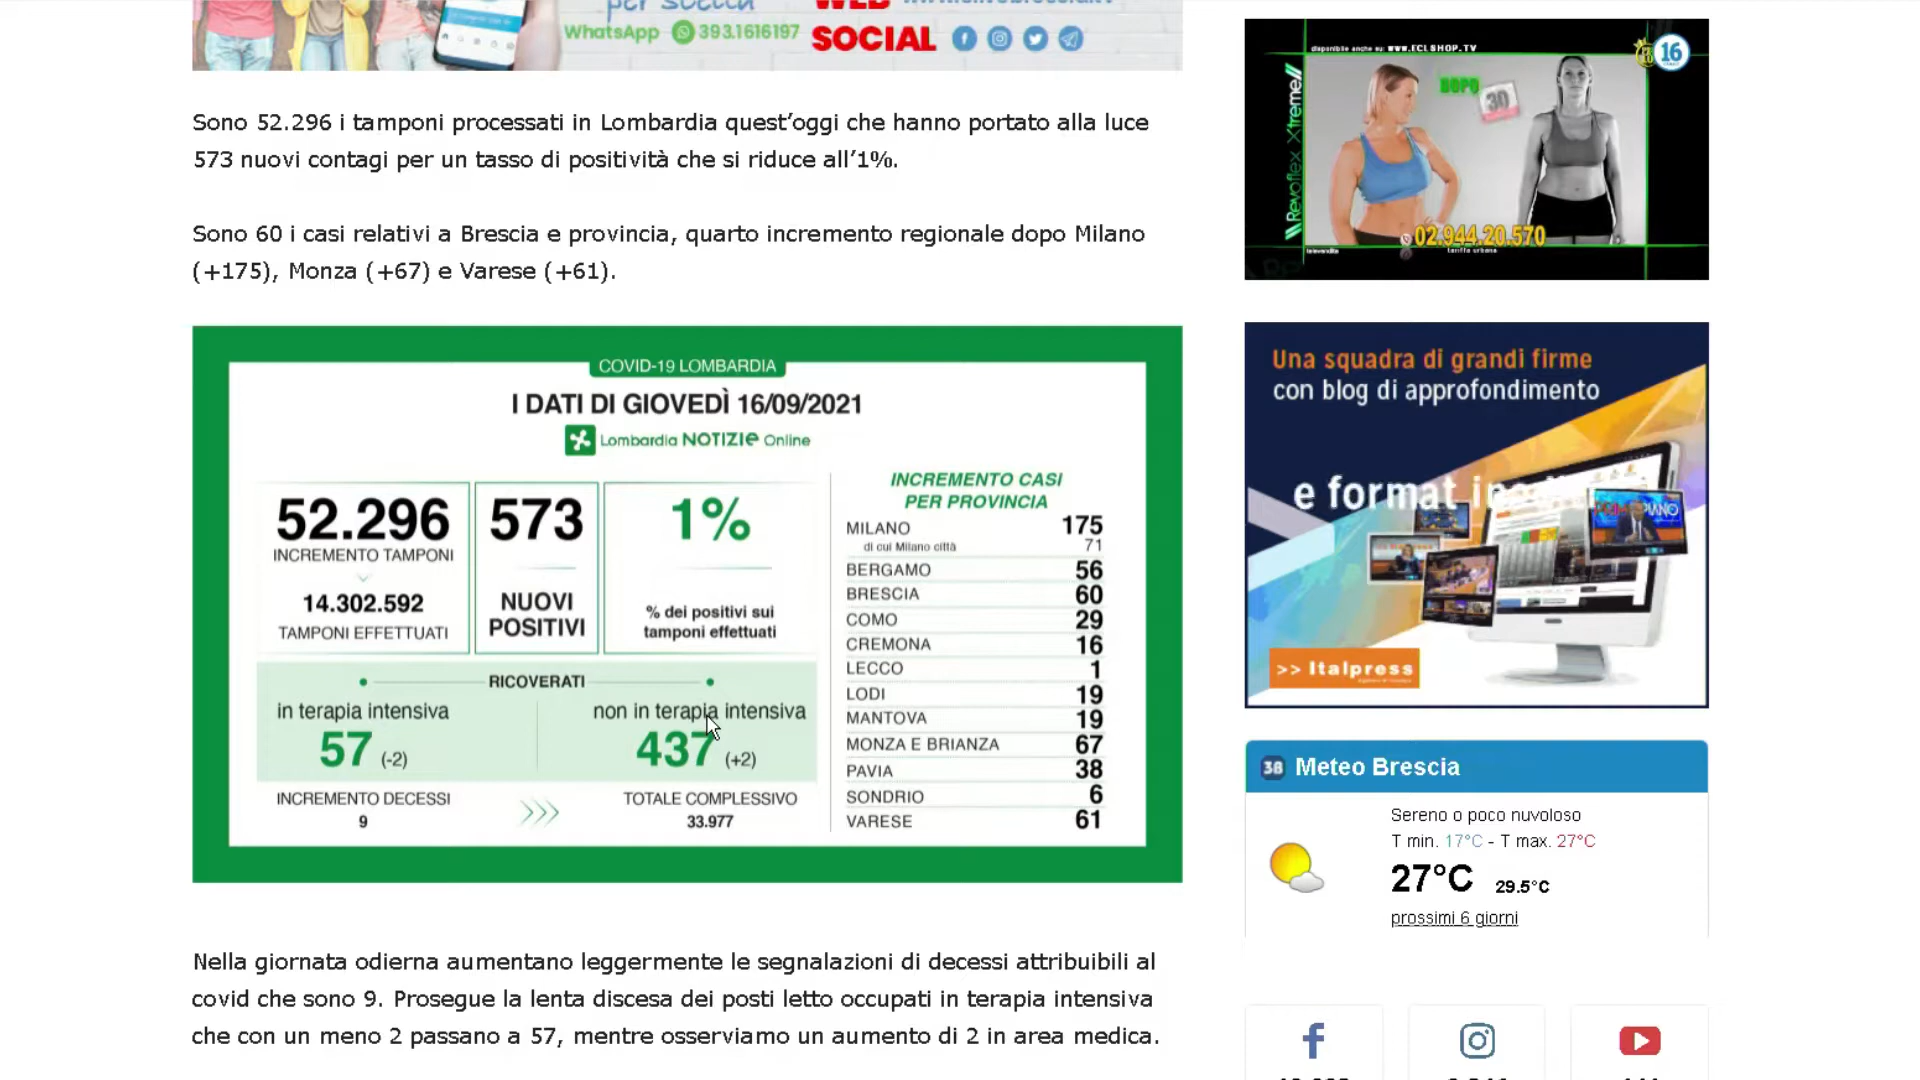 per scelta
WEB
WhatsApp 393.1616197
SOCIAL
Sono 52.296 i tamponi processati in Lombardia quest’oggi che hanno portato alla luce
573 nuovi contagi per un tasso di positività che si riduce all’1%.
Sono 60 i casi relativi a Brescia e provincia, quarto incremento regionale dopo Milano
(+175), Monza (+67) e Varese (+61).
COVID-19 LOMBARDIA
I DATI DI GIOVEDÌ 16/09/2021
Lombardia NOTIZIE Online
52.296
INCREMENTO TAMPONI
14.302.592
TAMPONI EFFETTUATI
573
NUOVI
POSITIVI
1%
% dei positivi sui
tamponi effettuati
RICOVERATI
in terapia intensiva
57 (-2)
non in terapia intensiva
437 (+2)
INCREMENTO DECESSI
9
TOTALE COMPLESSIVO
33.977
INCREMENTO CASI
PER PROVINCIA
MILANO 175
di cui Milano città 71
BERGAMO 56
BRESCIA 60
COMO 29
CREMONA 16
LECCO 1
LODI 19
MANTOVA 19
MONZA E BRIANZA 67
PAVIA 38
SONDRIO 6
VARESE 61
Nella giornata odierna aumentano leggermente le segnalazioni di decessi attribuibili al
covid che sono 9. Prosegue la lenta discesa dei posti letto occupati in terapia intensiva
che con un meno 2 passano a 57, mentre osserviamo un aumento di 2 in area medica.
disponibile anche su: www.ECLSHOP.TV
16
Revoflex Xtreme
DOPO
30
02.944.20.570
tariffa urbana
televendita
Una squadra di grandi firme
con blog di approfondimento
e format
>> Italpress
38 Meteo Brescia
Sereno o poco nuvoloso
T min. 17°C - T max. 27°C
27°C 29.5°C
prossimi 6 giorni